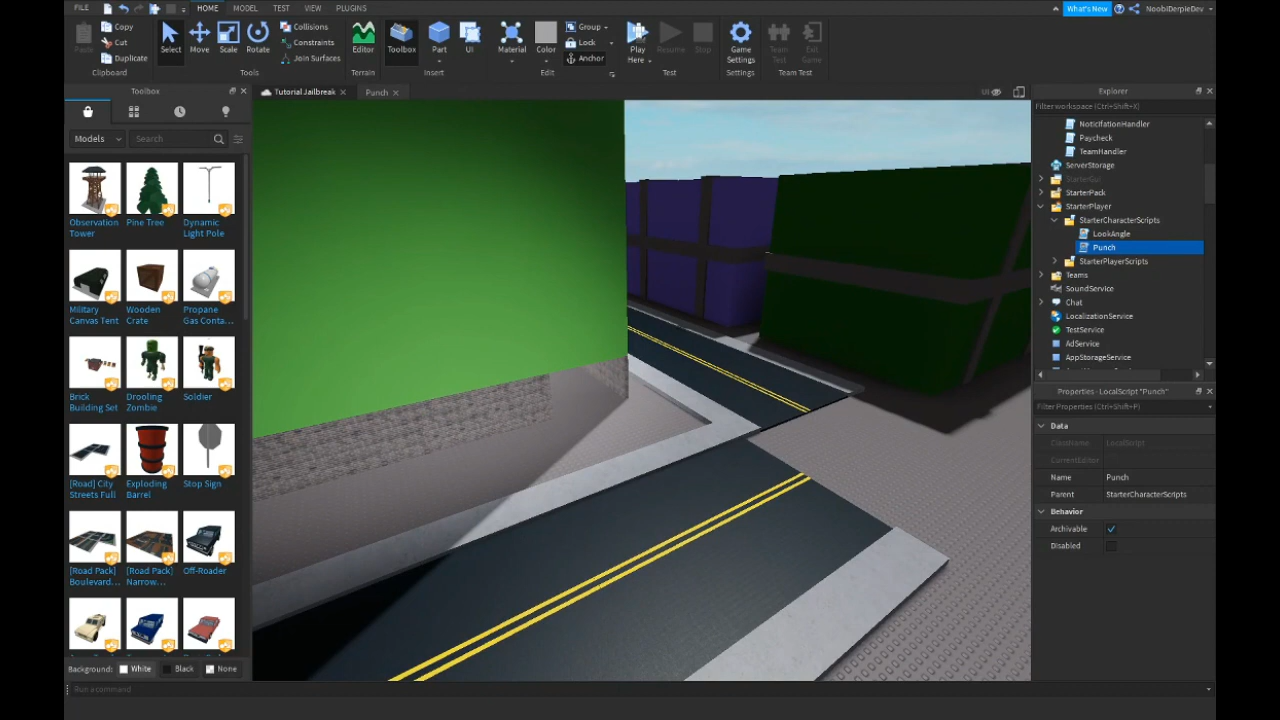 FILE HOME MODEL TEST VIEW PLUGINS What's New NoobiDerpieDev
Copy
Cut
Duplicate
Paste
Clipboard
Select Move Scale Rotate
Collisions
Constraints
Join Surfaces
Tools
Editor
Terrain
Toolbox Part UI
Insert
Material Color
Group
Lock
Anchor
Edit
Play Here Resume Stop
Test
Game Settings
Settings
Team Test Exit Game
Team Test
Toolbox
Models Search
Observation Tower
Pine Tree
Dynamic Light Pole
Military Canvas Tent
Wooden Crate
Propane Gas Conta...
Brick Building Set
Drooling Zombie
Soldier
[Road] City Streets Full
Exploding Barrel
Stop Sign
[Road Pack] Boulevard...
[Road Pack] Narrow...
Off-Roader
Background: White Black None
Run a command
Tutorial Jailbreak Punch UI
Explorer
Filter workspace (Ctrl+Shift+X)
NoticifationHandler
Paycheck
TeamHandler
ServerStorage
StarterGui
StarterPack
StarterPlayer
StarterCharacterScripts
LookAngle
Punch
StarterPlayerScripts
Teams
SoundService
Chat
LocalizationService
TestService
AdService
AppStorageService
Properties - LocalScript "Punch"
Filter Properties (Ctrl+Shift+P)
Data
ClassName LocalScript
CurrentEditor
Name Punch
Parent StarterCharacterScripts
Behavior
Archivable
Disabled